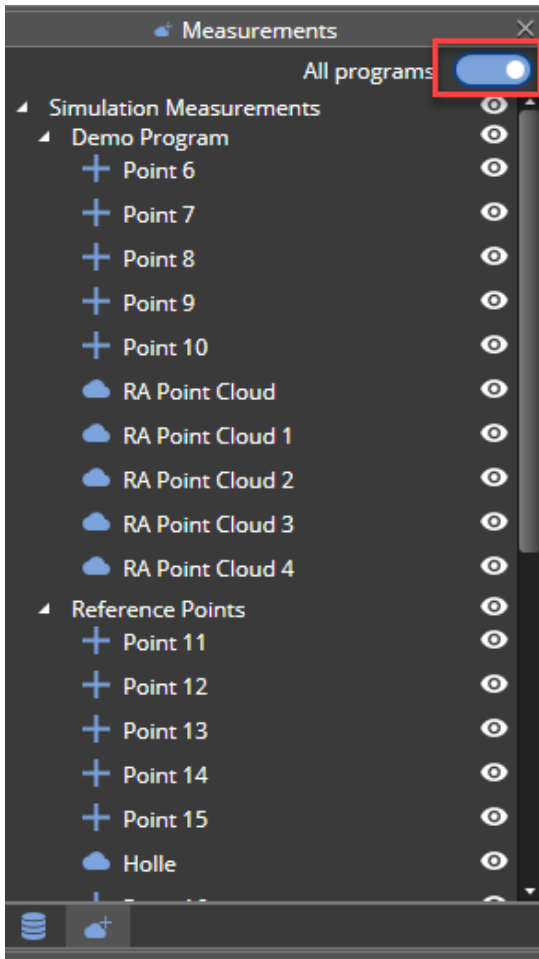 Measurements
All programs
Simulation Measurements
Demo Program
Point 6
Point 7
Point 8
Point 9
Point 10
RA Point Cloud
RA Point Cloud 1
RA Point Cloud 2
RA Point Cloud 3
RA Point Cloud 4
Reference Points
Point 11
Point 12
Point 13
Point 14
Point 15
Holle